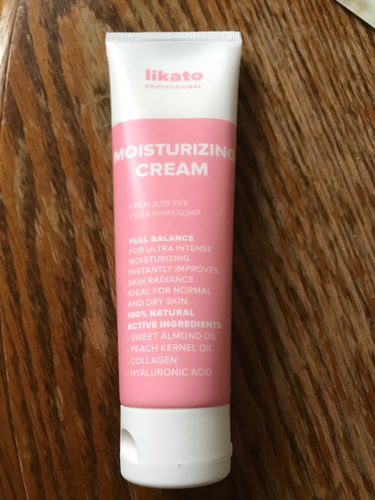 likato
PROFESSIONAL
MOISTURIZING
CREAM
КРЕМ ДЛЯ РУК
УВЛАЖНЯЮЩИЙ
FULL BALANCE.
FOR ULTRA INTENSE
MOISTURIZING.
INSTANTLY IMPROVES
SKIN RADIANCE.
IDEAL FOR NORMAL
AND DRY SKIN.
100% NATURAL
ACTIVE INGREDIENTS:
- SWEET ALMOND OIL
- PEACH KERNEL OIL
- COLLAGEN
- HYALURONIC ACID